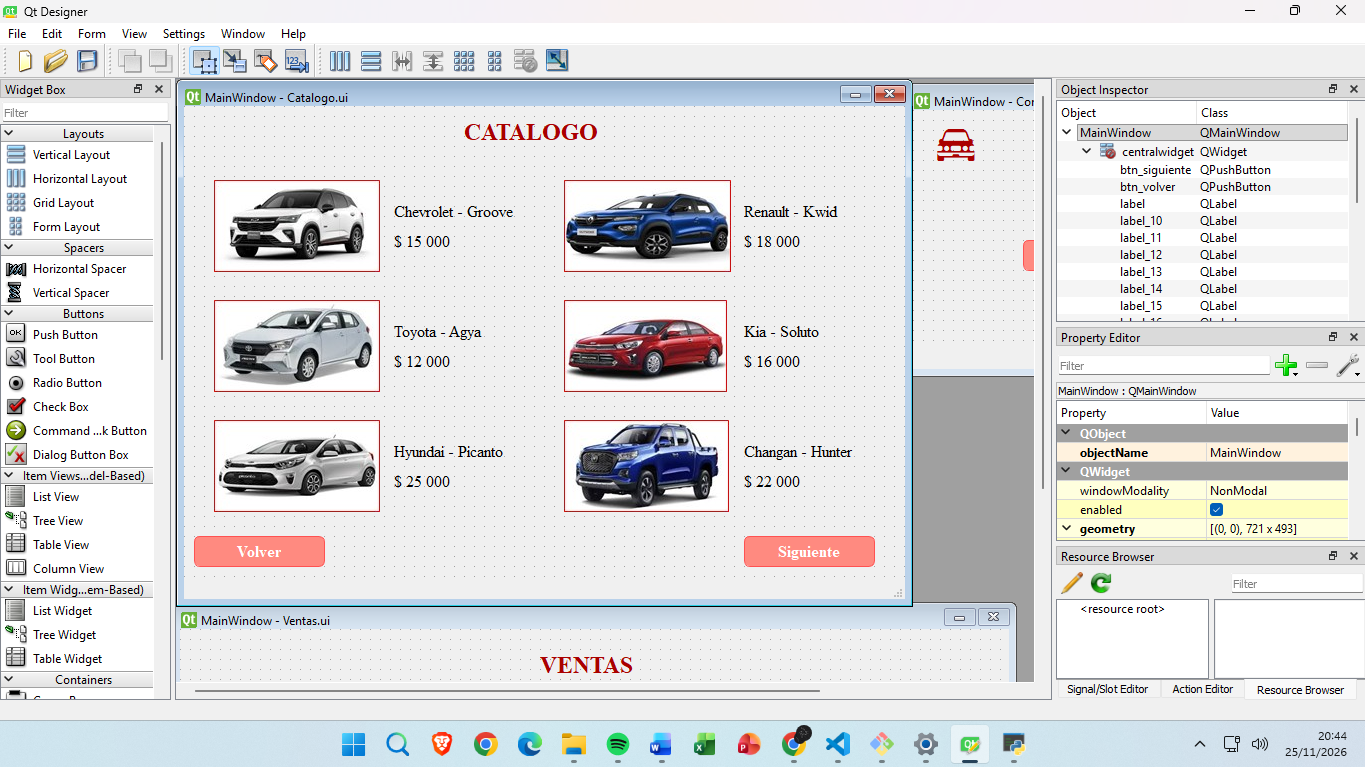 Qt Designer
File Edit Form View Settings Window Help
Widget Box
Filter
Layouts
Vertical Layout
Horizontal Layout
Grid Layout
Form Layout
Spacers
Horizontal Spacer
Vertical Spacer
Buttons
OK Push Button
Tool Button
Radio Button
Check Box
Command ...k Button
Dialog Button Box
Item Views...del-Based)
List View
Tree View
Table View
Column View
Item Widg...em-Based)
List Widget
Tree Widget
Table Widget
Containers
MainWindow - Catalogo.ui
CATALOGO
Chevrolet - Groove
$ 15 000
Renault - Kwid
$ 18 000
Toyota - Agya
$ 12 000
Kia - Soluto
$ 16 000
Hyundai - Picanto
$ 25 000
Changan - Hunter
$ 22 000
Volver
Siguiente
MainWindow - Ventas.ui
VENTAS
MainWindow - Cor
Object Inspector
Object Class
MainWindow QMainWindow
centralwidget QWidget
btn_siguiente QPushButton
btn_volver QPushButton
label QLabel
label_10 QLabel
label_11 QLabel
label_12 QLabel
label_13 QLabel
label_14 QLabel
label_15 QLabel
Property Editor
Filter
MainWindow : QMainWindow
Property Value
QObject
objectName MainWindow
QWidget
windowModality NonModal
enabled
geometry [(0, 0), 721 x 493]
Resource Browser
Filter
<resource root>
Signal/Slot Editor Action Editor Resource Browser
20:44
25/11/2026